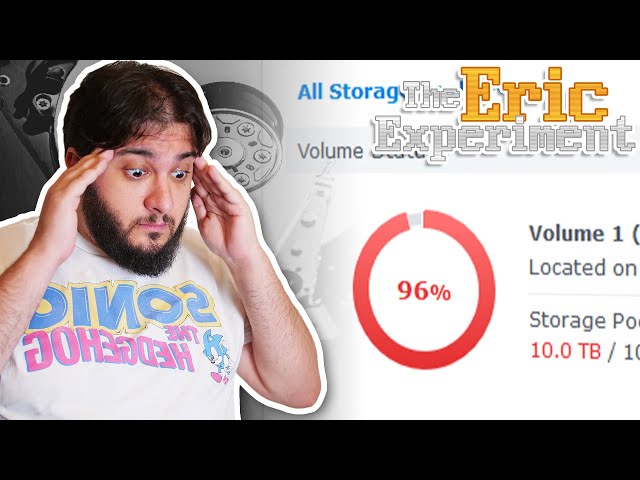 The Eric
Experiment
All Storage
Volume
96%
Volume 1 (
Located on
Storage Poo
10.0 TB / 10
SONIC
THE
HEDGEHOG